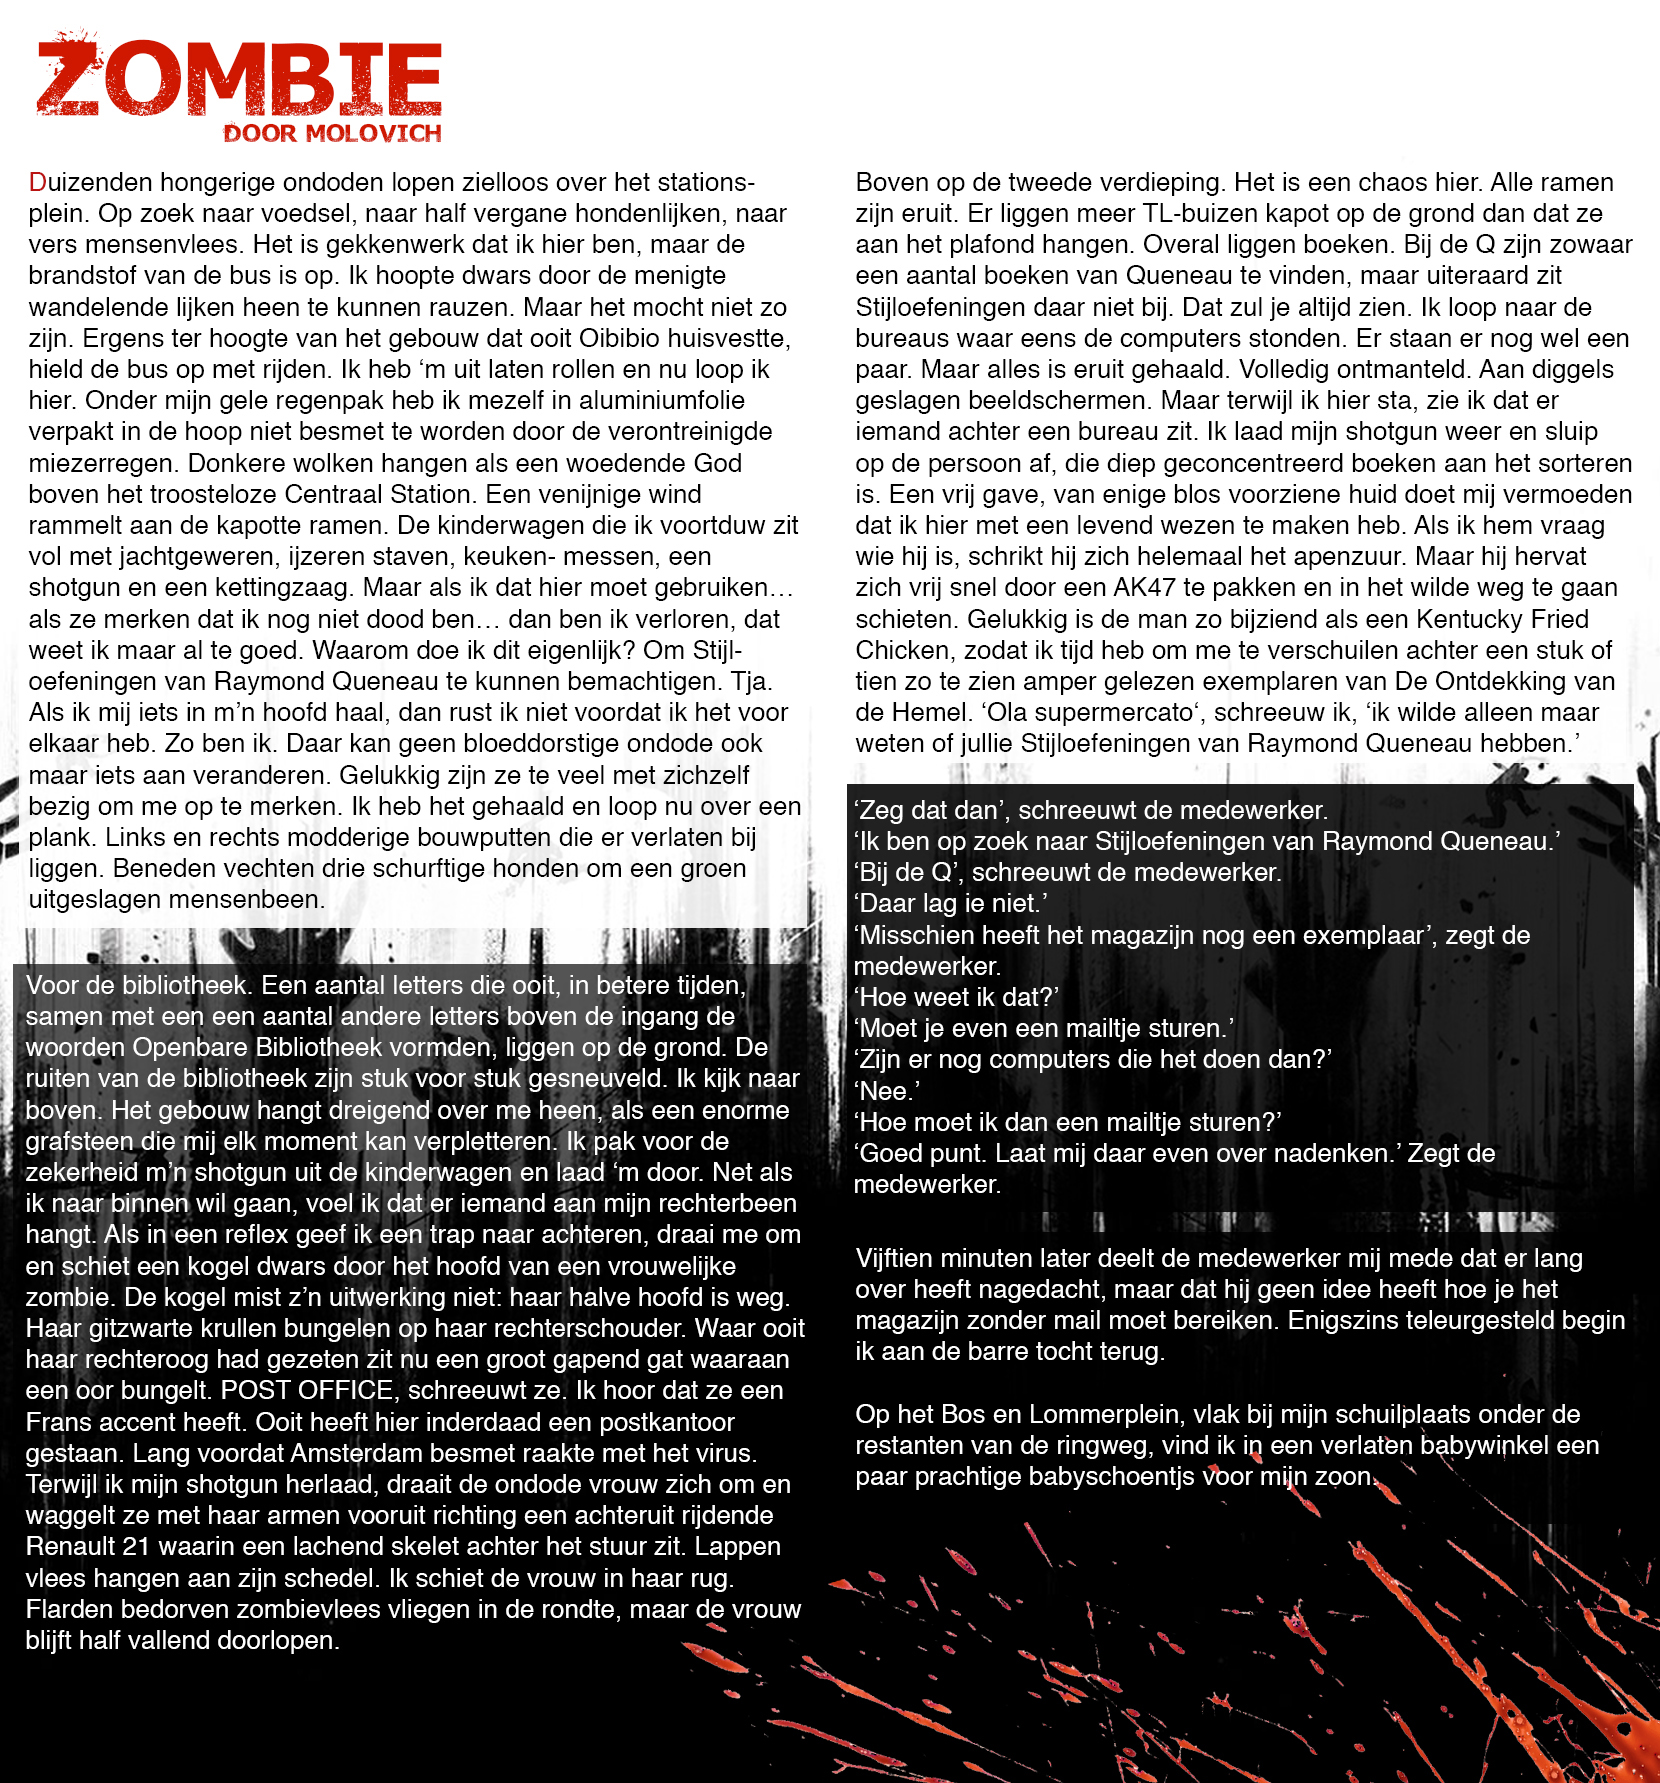 ZOMBIE
DOOR MOLOVICH
Duizenden hongerige ondoden lopen zielloos over het stations-
plein. Op zoek naar voedsel, naar half vergane hondenlijken, naar
vers mensenvlees. Het is gekkenwerk dat ik hier ben, maar de
brandstof van de bus is op. Ik hoopte dwars door de menigte
wandelende lijken heen te kunnen rauzen. Maar het mocht niet zo
zijn. Ergens ter hoogte van het gebouw dat ooit Oibibio huisvestte,
hield de bus op met rijden. Ik heb ‘m uit laten rollen en nu loop ik
hier. Onder mijn gele regenpak heb ik mezelf in aluminiumfolie
verpakt in de hoop niet besmet te worden door de verontreinigde
miezerregen. Donkere wolken hangen als een woedende God
boven het troosteloze Centraal Station. Een venijnige wind
rammelt aan de kapotte ramen. De kinderwagen die ik voortduw zit
vol met jachtgeweren, ijzeren staven, keuken- messen, een
shotgun en een kettingzaag. Maar als ik dat hier moet gebruiken…
als ze merken dat ik nog niet dood ben… dan ben ik verloren, dat
weet ik maar al te goed. Waarom doe ik dit eigenlijk? Om Stijl-
oefeningen van Raymond Queneau te kunnen bemachtigen. Tja.
Als ik mij iets in m’n hoofd haal, dan rust ik niet voordat ik het voor
elkaar heb. Zo ben ik. Daar kan geen bloeddorstige ondode ook
maar iets aan veranderen. Gelukkig zijn ze te veel met zichzelf
bezig om me op te merken. Ik heb het gehaald en loop nu over een
plank. Links en rechts modderige bouwputten die er verlaten bij
liggen. Beneden vechten drie schurftige honden om een groen
uitgeslagen mensenbeen.
Voor de bibliotheek. Een aantal letters die ooit, in betere tijden,
samen met een een aantal andere letters boven de ingang de
woorden Openbare Bibliotheek vormden, liggen op de grond. De
ruiten van de bibliotheek zijn stuk voor stuk gesneuveld. Ik kijk naar
boven. Het gebouw hangt dreigend over me heen, als een enorme
grafsteen die mij elk moment kan verpletteren. Ik pak voor de
zekerheid m’n shotgun uit de kinderwagen en laad ‘m door. Net als
ik naar binnen wil gaan, voel ik dat er iemand aan mijn rechterbeen
hangt. Als in een reflex geef ik een trap naar achteren, draai me om
en schiet een kogel dwars door het hoofd van een vrouwelijke
zombie. De kogel mist z’n uitwerking niet: haar halve hoofd is weg.
Haar gitzwarte krullen bungelen op haar rechterschouder. Waar ooit
haar rechteroog had gezeten zit nu een groot gapend gat waaraan
een oor bungelt. POST OFFICE, schreeuwt ze. Ik hoor dat ze een
Frans accent heeft. Ooit heeft hier inderdaad een postkantoor
gestaan. Lang voordat Amsterdam besmet raakte met het virus.
Terwijl ik mijn shotgun herlaad, draait de ondode vrouw zich om en
waggelt ze met haar armen vooruit richting een achteruit rijdende
Renault 21 waarin een lachend skelet achter het stuur zit. Lappen
vlees hangen aan zijn schedel. Ik schiet de vrouw in haar rug.
Flarden bedorven zombievlees vliegen in de rondte, maar de vrouw
blijft half vallend doorlopen.
Boven op de tweede verdieping. Het is een chaos hier. Alle ramen
zijn eruit. Er liggen meer TL-buizen kapot op de grond dan dat ze
aan het plafond hangen. Overal liggen boeken. Bij de Q zijn zowaar
een aantal boeken van Queneau te vinden, maar uiteraard zit
Stijloefeningen daar niet bij. Dat zul je altijd zien. Ik loop naar de
bureaus waar eens de computers stonden. Er staan er nog wel een
paar. Maar alles is eruit gehaald. Volledig ontmanteld. Aan diggels
geslagen beeldschermen. Maar terwijl ik hier sta, zie ik dat er
iemand achter een bureau zit. Ik laad mijn shotgun weer en sluip
op de persoon af, die diep geconcentreerd boeken aan het sorteren
is. Een vrij gave, van enige blos voorziene huid doet mij vermoeden
dat ik hier met een levend wezen te maken heb. Als ik hem vraag
wie hij is, schrikt hij zich helemaal het apenzuur. Maar hij hervat
zich vrij snel door een AK47 te pakken en in het wilde weg te gaan
schieten. Gelukkig is de man zo bijziend als een Kentucky Fried
Chicken, zodat ik tijd heb om me te verschuilen achter een stuk of
tien zo te zien amper gelezen exemplaren van De Ontdekking van
de Hemel. ‘Ola supermercato‘, schreeuw ik, ‘ik wilde alleen maar
weten of jullie Stijloefeningen van Raymond Queneau hebben.’
‘Zeg dat dan’, schreeuwt de medewerker.
‘Ik ben op zoek naar Stijloefeningen van Raymond Queneau.’
‘Bij de Q’, schreeuwt de medewerker.
‘Daar lag ie niet.’
‘Misschien heeft het magazijn nog een exemplaar’, zegt de
medewerker.
‘Hoe weet ik dat?’
‘Moet je even een mailtje sturen.’
‘Zijn er nog computers die het doen dan?’
‘Nee.’
‘Hoe moet ik dan een mailtje sturen?’
‘Goed punt. Laat mij daar even over nadenken.’ Zegt de
medewerker.
Vijftien minuten later deelt de medewerker mij mede dat er lang
over heeft nagedacht, maar dat hij geen idee heeft hoe je het
magazijn zonder mail moet bereiken. Enigszins teleurgesteld begin
ik aan de barre tocht terug.
Op het Bos en Lommerplein, vlak bij mijn schuilplaats onder de
restanten van de ringweg, vind ik in een verlaten babywinkel een
paar prachtige babyschoentjs voor mijn zoon.